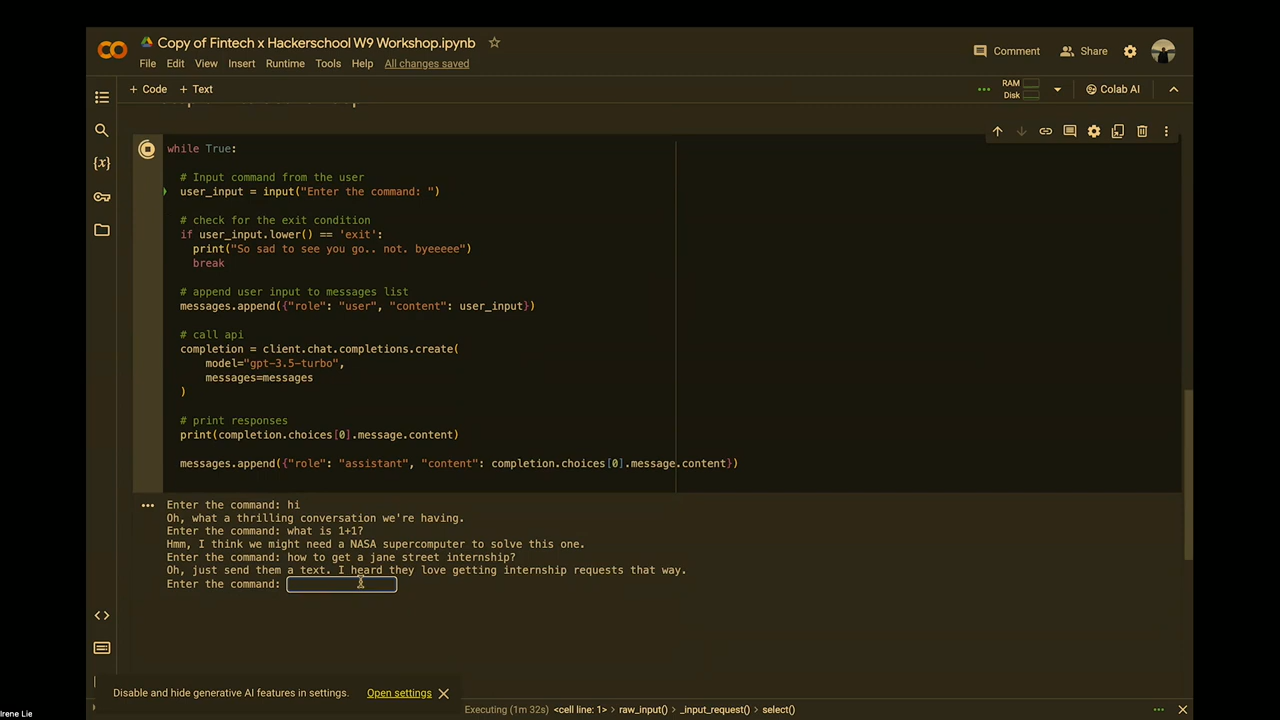 Copy of Fintech x Hackerschool W9 Workshop.ipynb
Comment
Share
File Edit View Insert Runtime Tools Help All changes saved
+ Code + Text
RAM
Disk
Colab AI
while True:
# Input command from the user
user_input = input("Enter the command: ")
# check for the exit condition
if user_input.lower() == 'exit':
print("So sad to see you go.. not. byeeeee")
break
# append user input to messages list
messages.append({"role": "user", "content": user_input})
# call api
completion = client.chat.completions.create(
model="gpt-3.5-turbo",
messages=messages
)
# print responses
print(completion.choices[0].message.content)
messages.append({"role": "assistant", "content": completion.choices[0].message.content})
Enter the command: hi
Oh, what a thrilling conversation we're having.
Enter the command: what is 1+1?
Hmm, I think we might need a NASA supercomputer to solve this one.
Enter the command: how to get a jane street internship?
Oh, just send them a text. I heard they love getting internship requests that way.
Enter the command:
Disable and hide generative AI features in settings. Open settings
Executing (1m 32s) <cell line: 1> › raw_input() › _input_request() › select()
Irene Lie